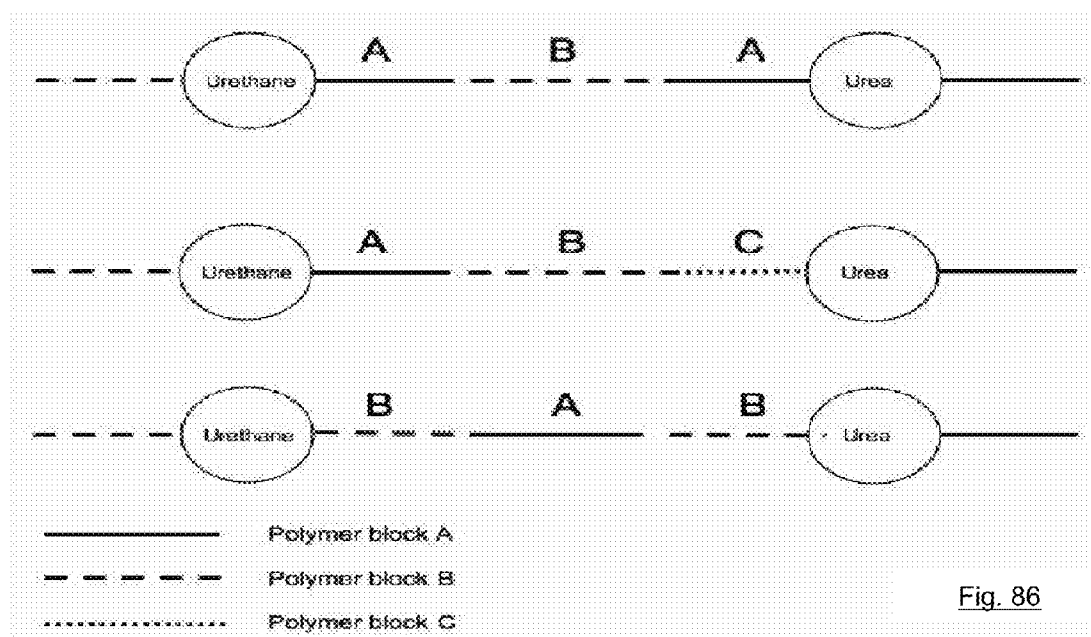 A B A
Urethane Urea
A B C
Urethane Urea
B A B
Urethane Urea
Polymer block A
Polymer block B
Polymer block C
Fig. 86